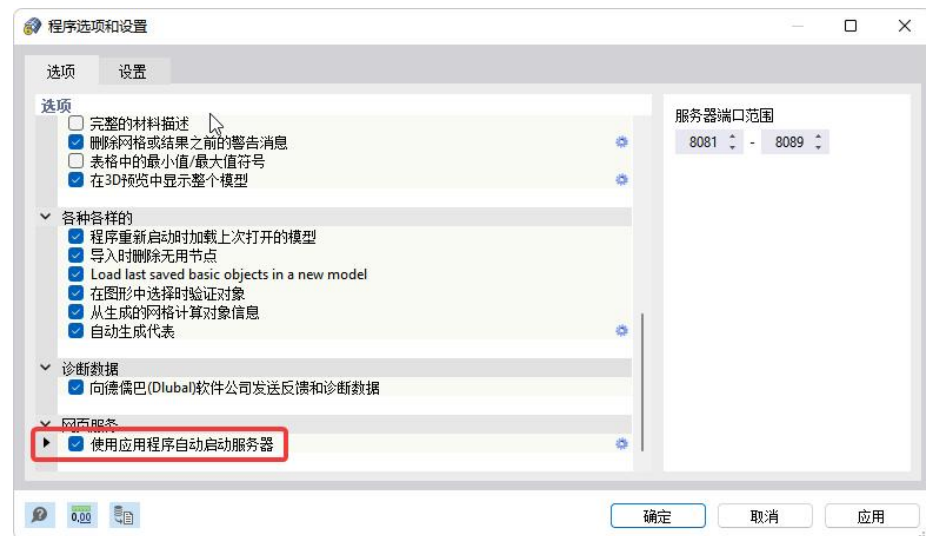 程序选项和设置
选项
设置
选项
完整的材料描述
删除网格或结果之前的警告消息
表格中的最小值/最大值符号
在3D预览中显示整个模型
各种各样的
程序重新启动时加载上次打开的模型
导入时删除无用节点
Load last saved basic objects in a new model
在图形中选择时验证对象
从生成的网格计算对象信息
自动生成代表
诊断数据
向德儒巴(Dlubal)软件公司发送反馈和诊断数据
网页服务
使用应用程序自动启动服务器
服务器端口范围
8081 - 8089
0,00
确定
取消
应用